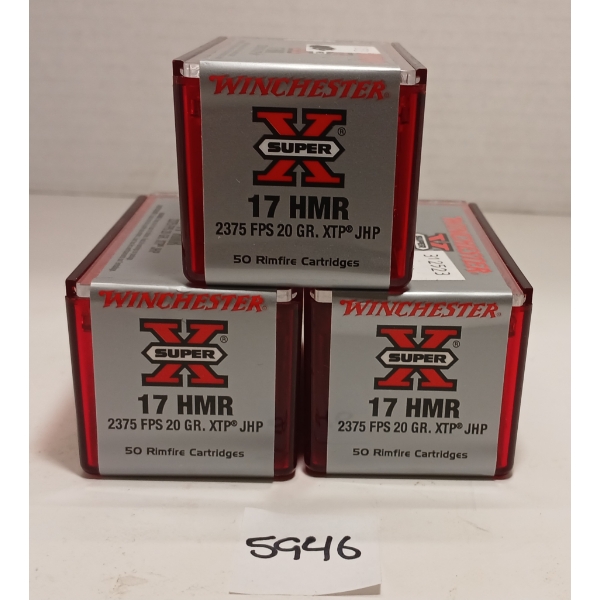 WINCHESTER
X
SUPER ®
17 HMR
2375 FPS 20 GR. XTP® JHP
50 Rimfire Cartridges
WINCHESTER
X
SUPER ®
17 HMR
2375 FPS 20 GR. XTP® JHP
50 Rimfire Cartridges
WINCHESTER
X
SUPER ®
17 HMR
2375 FPS 20 GR. XTP® JHP
50 Rimfire Cartridges
WINCHESTER
5946